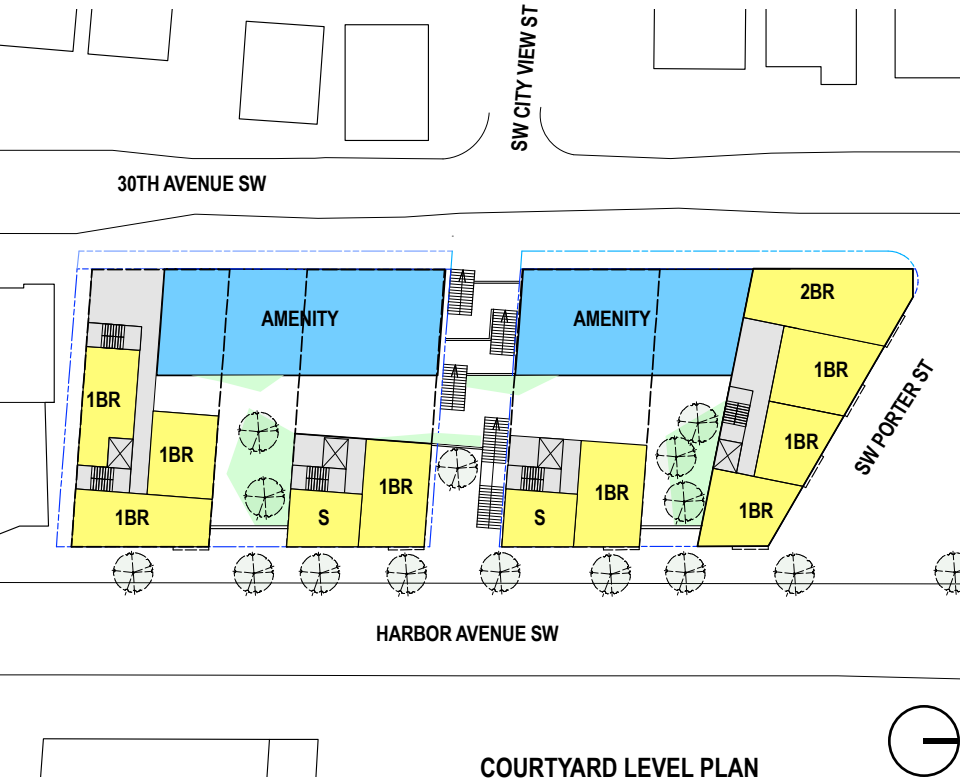 SW CITY VIEW ST
30TH AVENUE SW
2BR
AMENITY
AMENITY
1BR
1BR
1BR
1BR
SW PORTER ST
1BR
1BR
1BR
1BR
S
S
1BR
HARBOR AVENUE SW
COURTYARD LEVEL PLAN